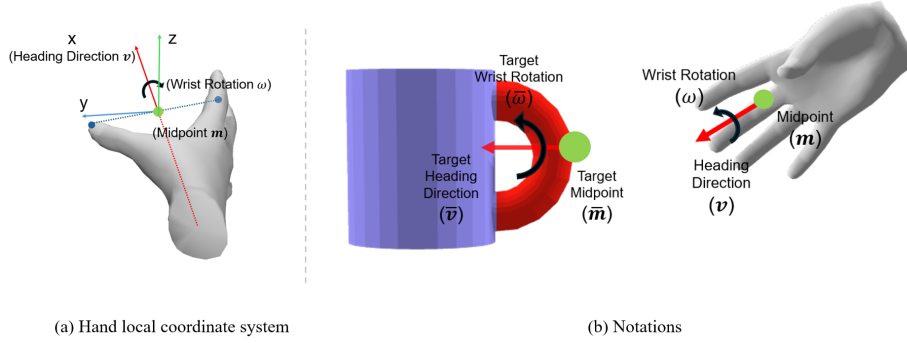 x
(Heading Direction v)
z
(Wrist Rotation ω)
y
(Midpoint m)
Target
Wrist Rotation
(ω̅)
Target
Heading
Direction
(v̅)
Target
Midpoint
(m̅)
Wrist Rotation
(ω)
Midpoint
(m)
Heading
Direction
(v)
(a) Hand local coordinate system
(b) Notations